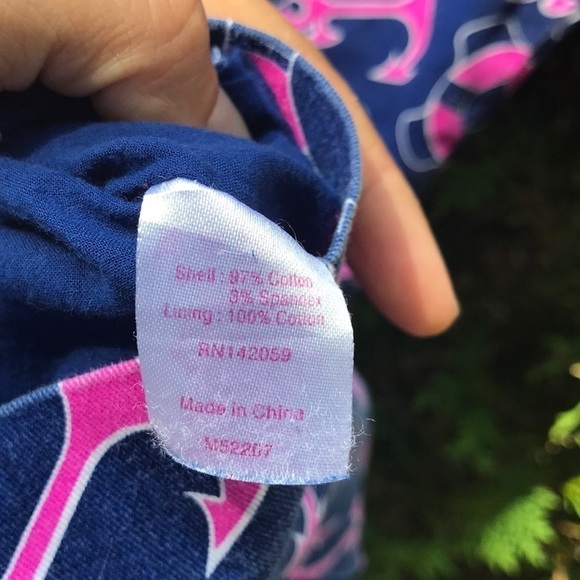 Shell : 97% Cotton
3% Spandex
Lining : 100% Cotton
RN142059
Made in China
M52207